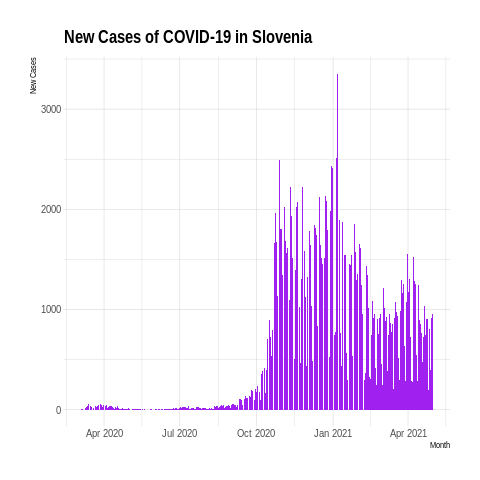 New Cases of COVID-19 in Slovenia
New Cases
3000
2000
1000
0
Apr 2020 Jul 2020 Oct 2020 Jan 2021 Apr 2021
Month